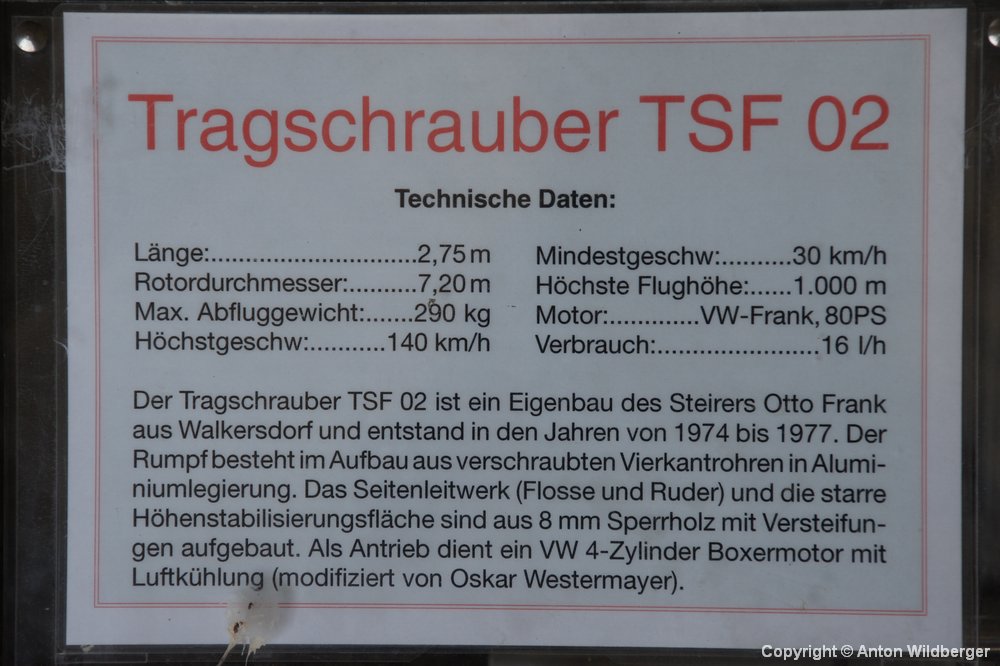 Tragschrauber TSF 02
Technische Daten:
Länge:.............................2,75 m
Rotordurchmesser:..........7,20 m
Max. Abfluggewicht:.......290 kg
Höchstgeschw:...........140 km/h
Mindestgeschw:..........30 km/h
Höchste Flughöhe:......1.000 m
Motor:.............VW-Frank, 80PS
Verbrauch:.......................16 l/h
Der Tragschrauber TSF 02 ist ein Eigenbau des Steirers Otto Frank
aus Walkersdorf und entstand in den Jahren von 1974 bis 1977. Der
Rumpf besteht im Aufbau aus verschraubten Vierkantrohren in Alumi-
niumlegierung. Das Seitenleitwerk (Flosse und Ruder) und die starre
Höhenstabilisierungsfläche sind aus 8 mm Sperrholz mit Versteifun-
gen aufgebaut. Als Antrieb dient ein VW 4-Zylinder Boxermotor mit
Luftkühlung (modifiziert von Oskar Westermayer).
Copyright © Anton Wildberger